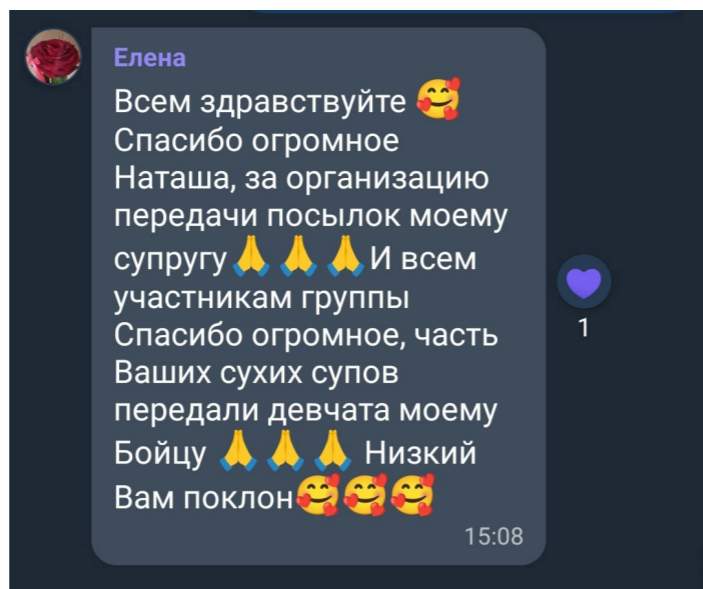 Елена
Всем здравствуйте 🥰
Спасибо огромное
Наташа, за организацию
передачи посылок моему
супругу🙏🙏🙏И всем
участникам группы
Спасибо огромное, часть
Ваших сухих супов
передали девчата моему
Бойцу 🙏🙏🙏 Низкий
Вам поклон🥰🥰🥰
15:08
1